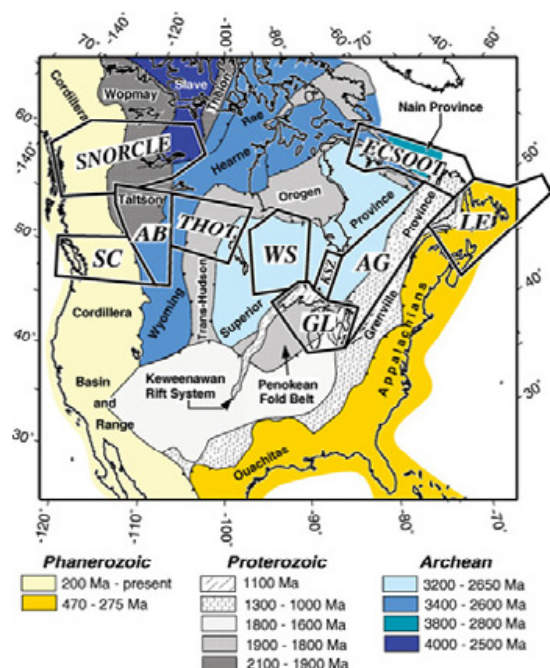 70° -140° -120° -100° -80° -70° 40° 60°
Cordillera
Wopmay
Slave
Thelon
Rae
Nain Province
60°
-140°
SNORCLE
ECSOOT
50°
Hearne
Taltson
Orogen
Province
Province
50°
AB
THOT
WS
KSZ
AG
LE
SC
GL
40°
Cordillera
Wyoming
Trans-Hudson
Superior
Grenville
Appalachians
40°
Keweenawan
Rift System
Penokean
Fold Belt
Basin
and
Range
30°
30°
Ouachitas
-120° -110° -100° -90° -80° -70°
Phanerozoic
200 Ma - present
470 - 275 Ma
Proterozoic
1100 Ma
1300 - 1000 Ma
1800 - 1600 Ma
1900 - 1800 Ma
2100 - 1900 Ma
Archean
3200 - 2650 Ma
3400 - 2600 Ma
3800 - 2800 Ma
4000 - 2500 Ma